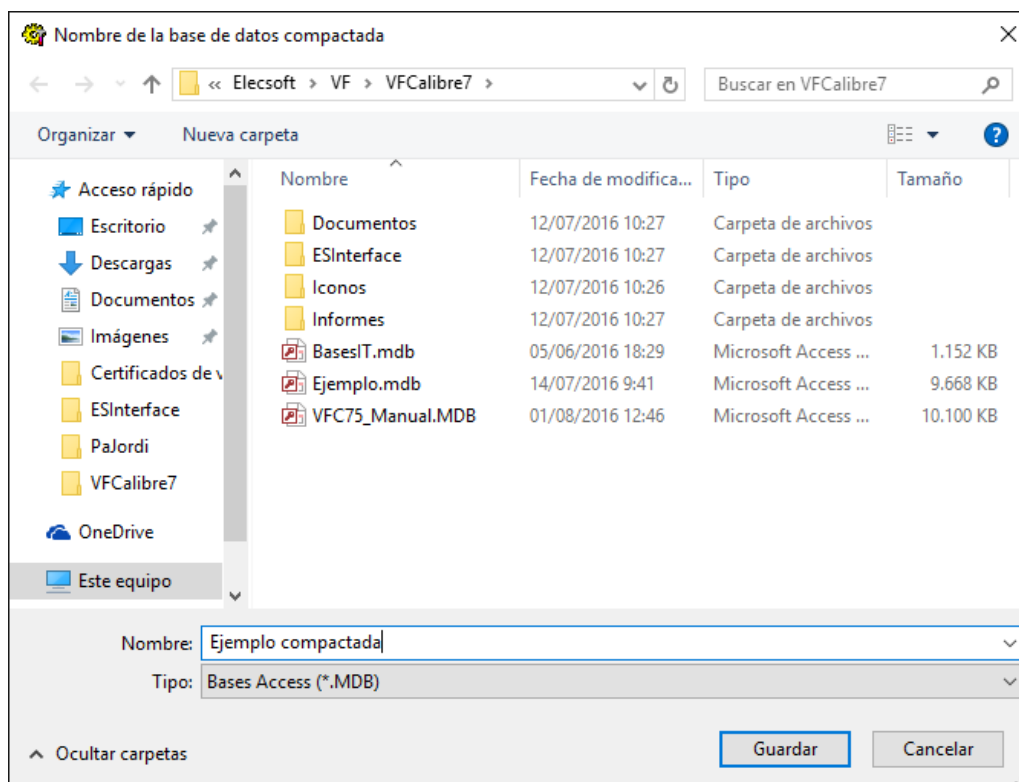 Nombre de la base de datos compactada
« Elecsoft > VF > VFCalibre7 >
Buscar en VFCalibre7
Organizar
Nueva carpeta
?
Nombre
Fecha de modifica...
Tipo
Tamaño
Acceso rápido
Escritorio
Descargas
Documentos
Imágenes
Certificados de v
ESInterface
PaJordi
VFCalibre7
OneDrive
Este equipo
Documentos 12/07/2016 10:27 Carpeta de archivos
ESInterface 12/07/2016 10:27 Carpeta de archivos
Iconos 12/07/2016 10:26 Carpeta de archivos
Informes 12/07/2016 10:27 Carpeta de archivos
BasesIT.mdb 05/06/2016 18:29 Microsoft Access ... 1.152 KB
Ejemplo.mdb 14/07/2016 9:41 Microsoft Access ... 9.668 KB
VFC75_Manual.MDB 01/08/2016 12:46 Microsoft Access ... 10.100 KB
Nombre: Ejemplo compactada
Tipo: Bases Access (*.MDB)
Ocultar carpetas
Guardar
Cancelar